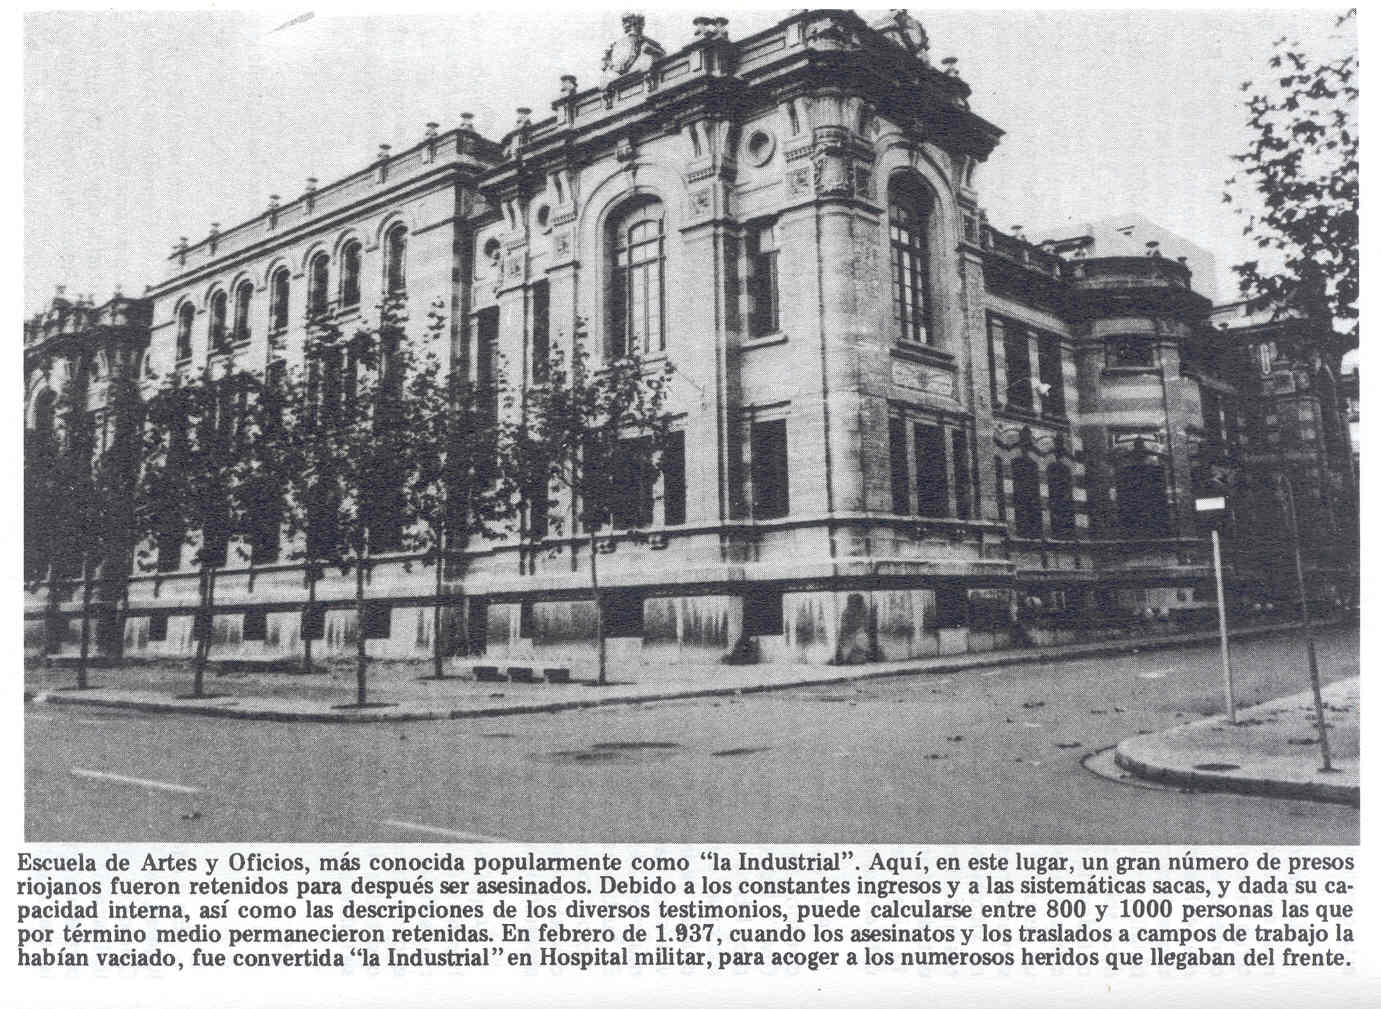 Escuela de Artes y Oficios, más conocida popularmente como “la Industrial”. Aquí, en este lugar, un gran número de presos
riojanos fueron retenidos para después ser asesinados. Debido a los constantes ingresos y a las sistemáticas sacas, y dada su ca-
pacidad interna, así como las descripciones de los diversos testimonios, puede calcularse entre 800 y 1000 personas las que
por término medio permanecieron retenidas. En febrero de 1.937, cuando los asesinatos y los traslados a campos de trabajo la
habían vaciado, fue convertida “la Industrial” en Hospital militar, para acoger a los numerosos heridos que llegaban del frente.